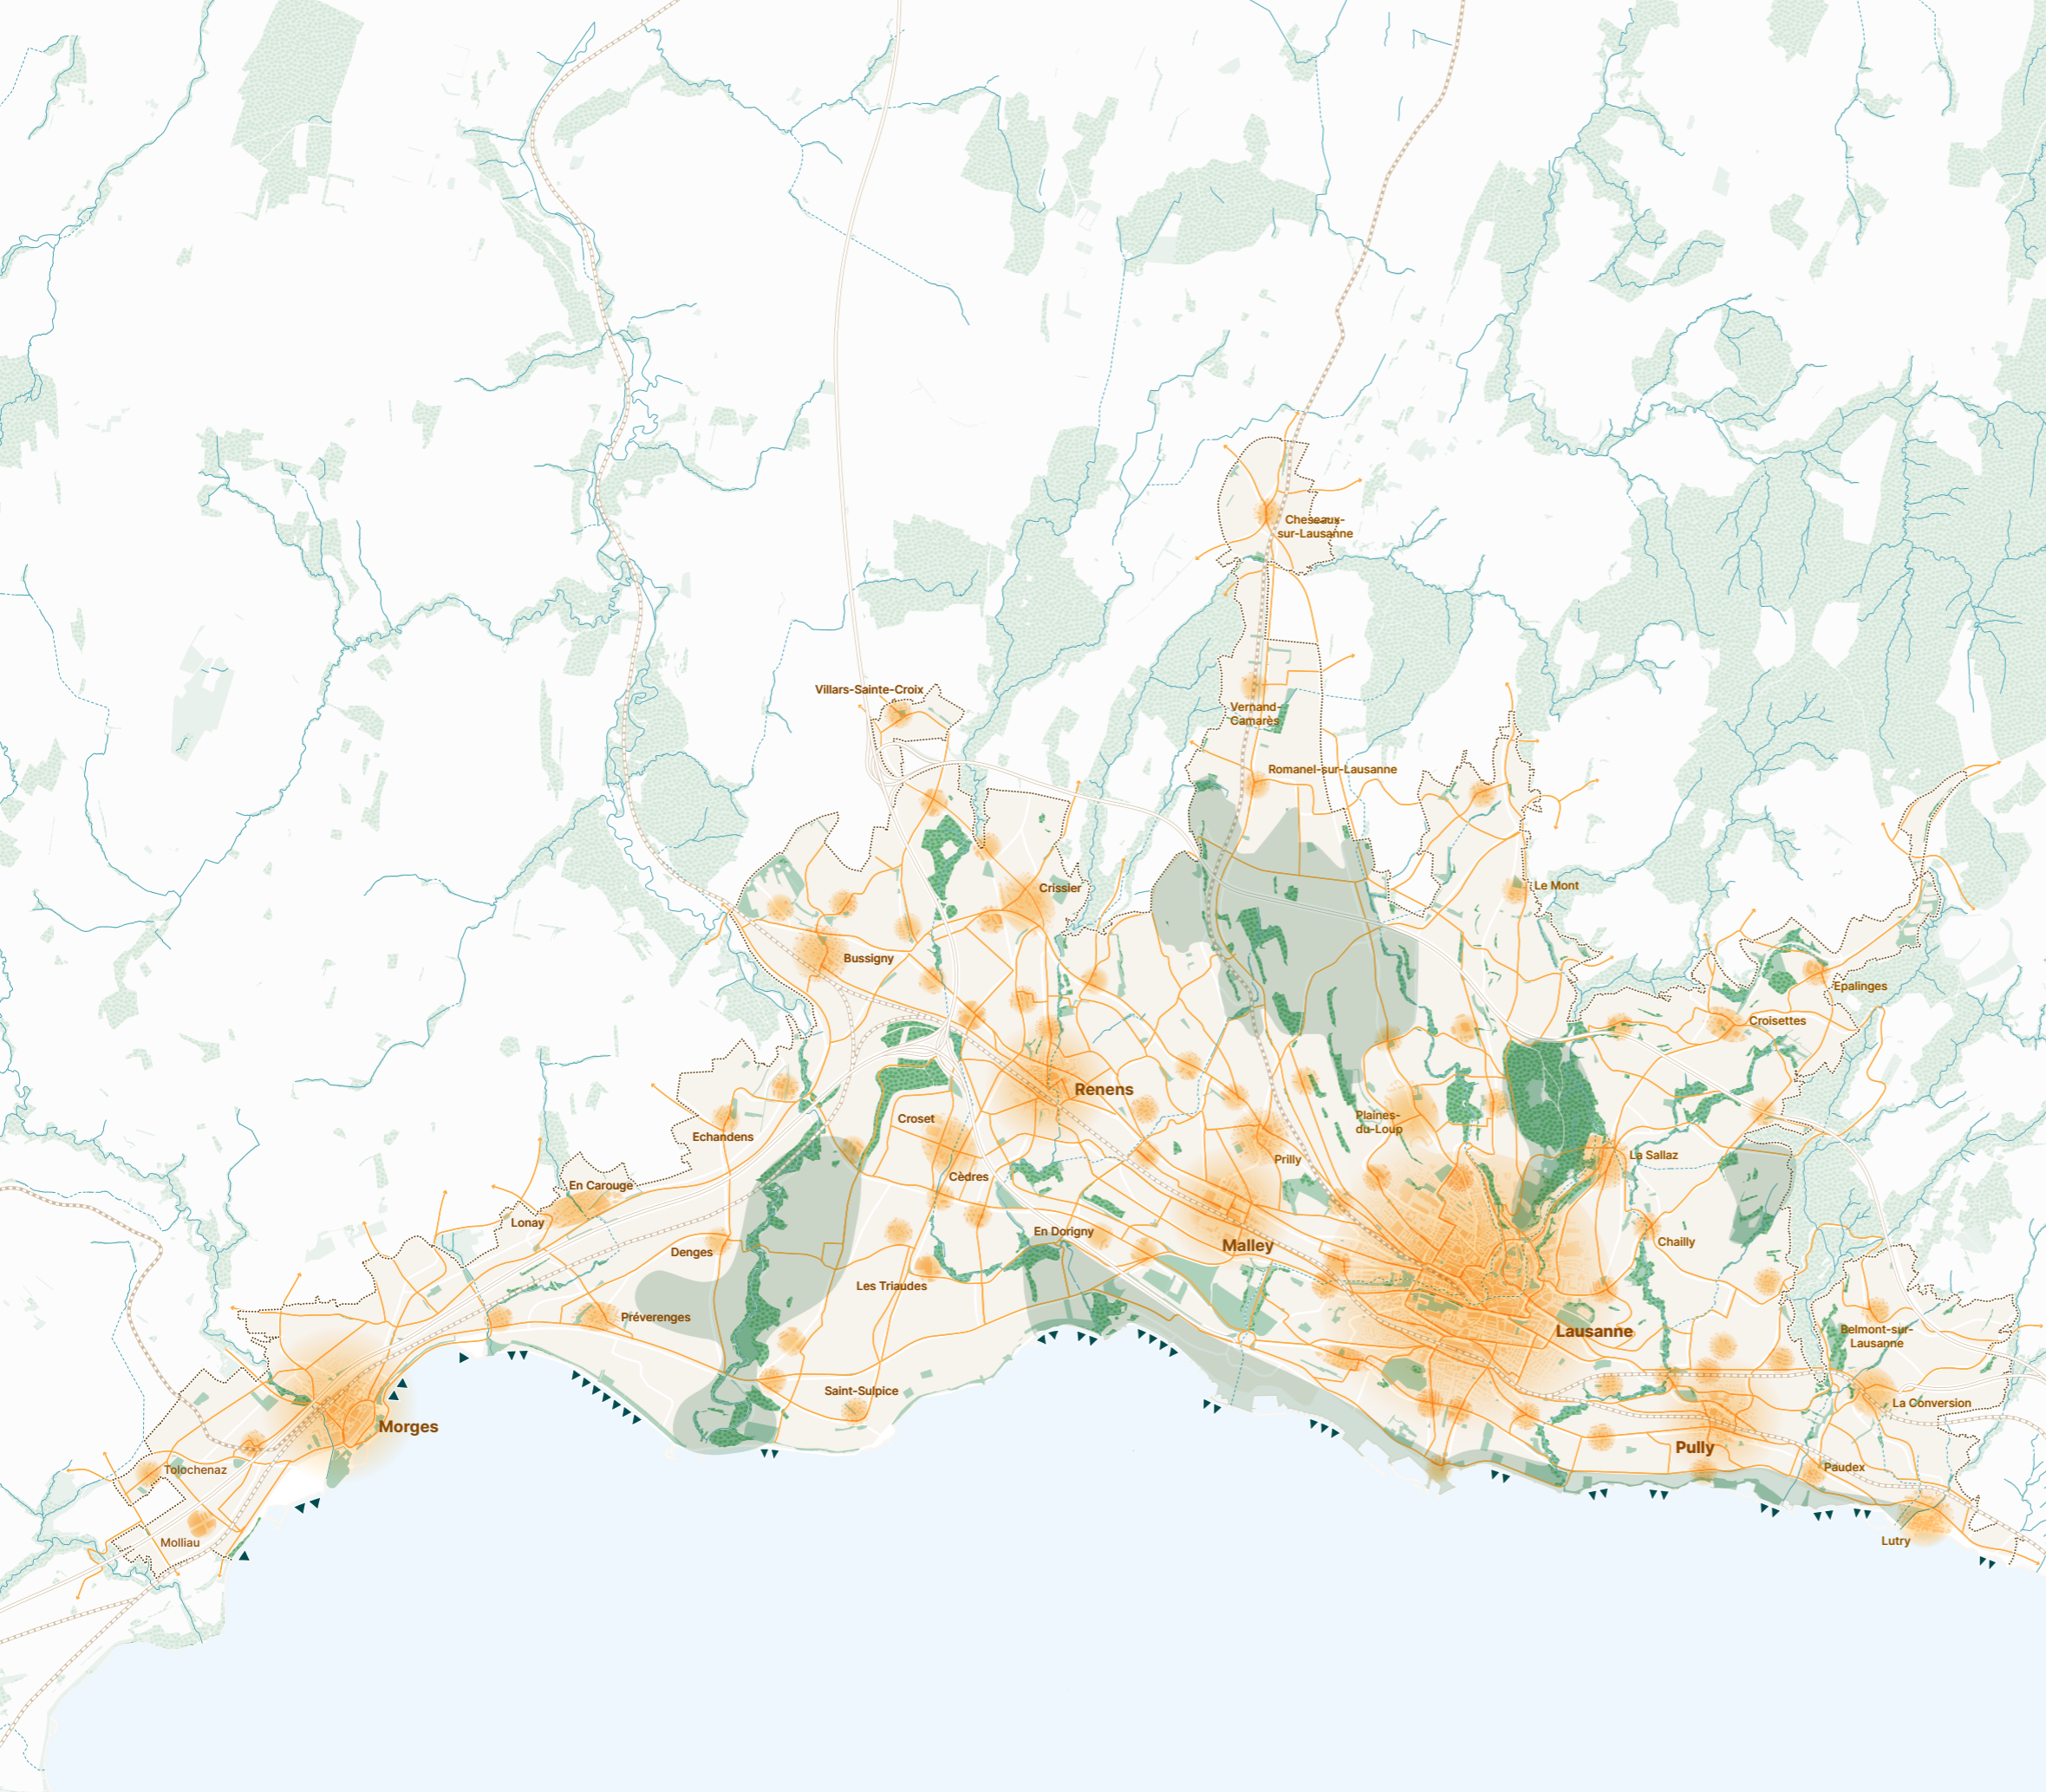 Cheseaux-
sur-Lausanne
Villars-Sainte-Croix
Vernand-
Camarès
Romanel-sur-Lausanne
Crissier
Le Mont
Bussigny
Epalinges
Croisettes
Renens
Croset
Plaines-
du-Loup
Echandens
Prilly
La Sallaz
Cèdres
En Carouge
Lonay
En Dorigny
Malley
Chailly
Denges
Les Triaudes
Préverenges
Lausanne
Belmont-sur-
Lausanne
Saint-Sulpice
La Conversion
Morges
Pully
Paudex
Tolochenaz
Lutry
Molliau